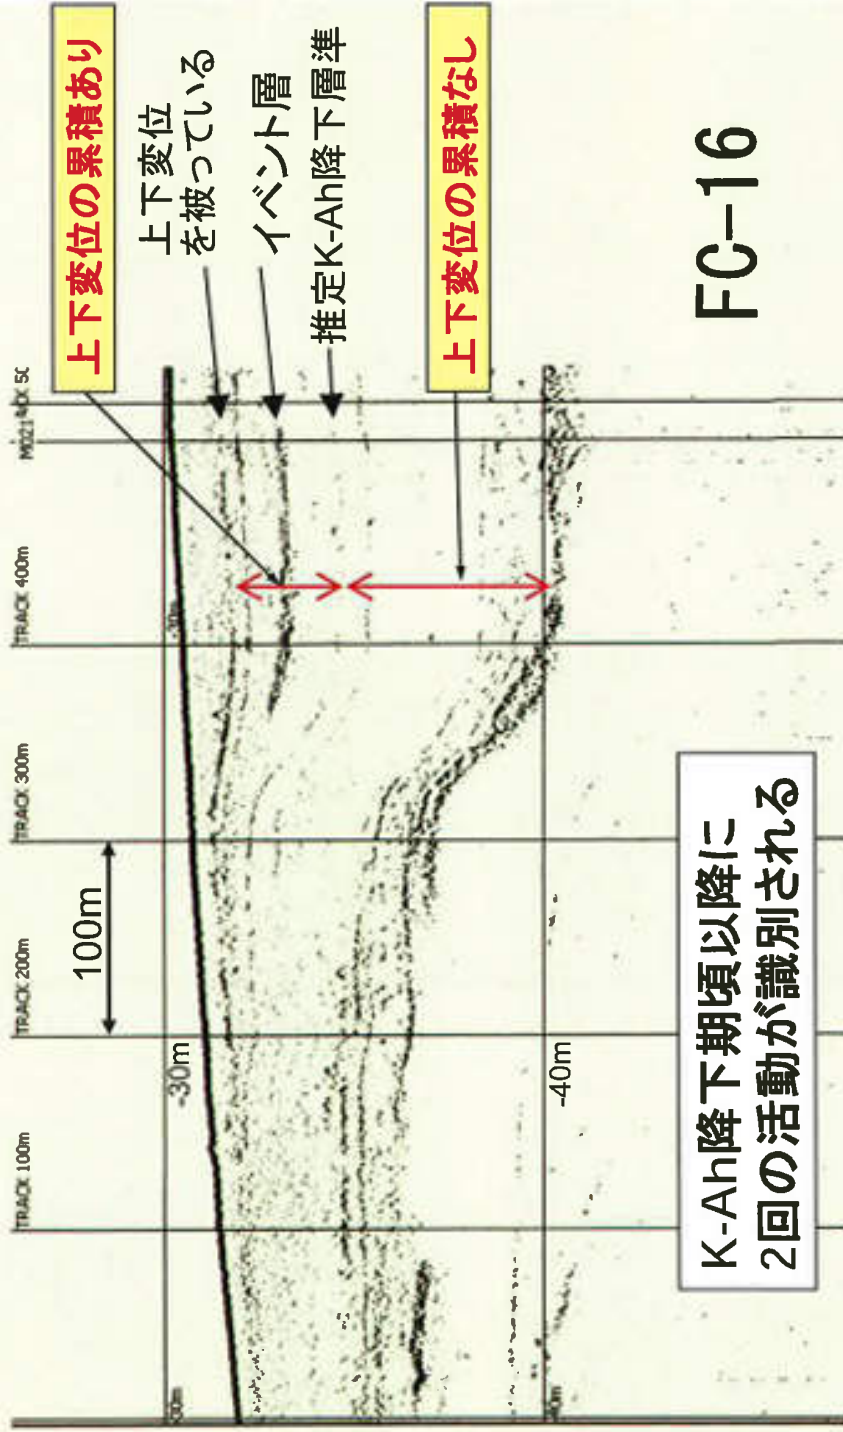 TRACK 100m
TRACK 200m
TRACK 300m
TRACK 400m
上下変位の累積あり
上下変位
を被っている
イベント層
推定K-Ah降下層準
上下変位の累積なし
100m
-30m
-30m
-40m
FC-16
K-Ah降下期頃以降に
2回の活動が識別される